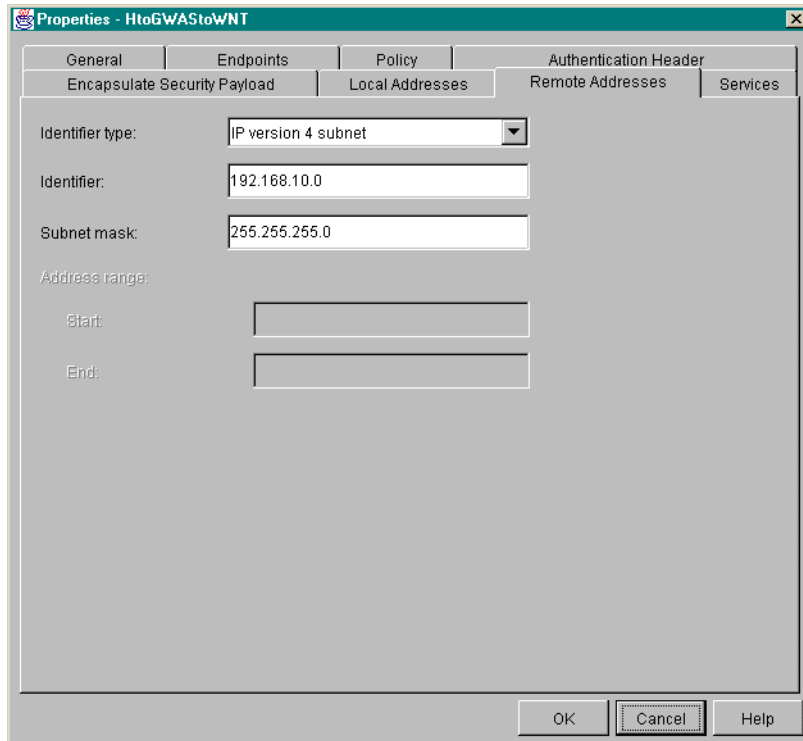 Properties - HtoGWAStoWNT
General Endpoints Policy Authentication Header
Encapsulate Security Payload Local Addresses Remote Addresses Services
Identifier type: IP version 4 subnet
Identifier: 192.168.10.0
Subnet mask: 255.255.255.0
Address range:
Start:
End:
OK Cancel Help